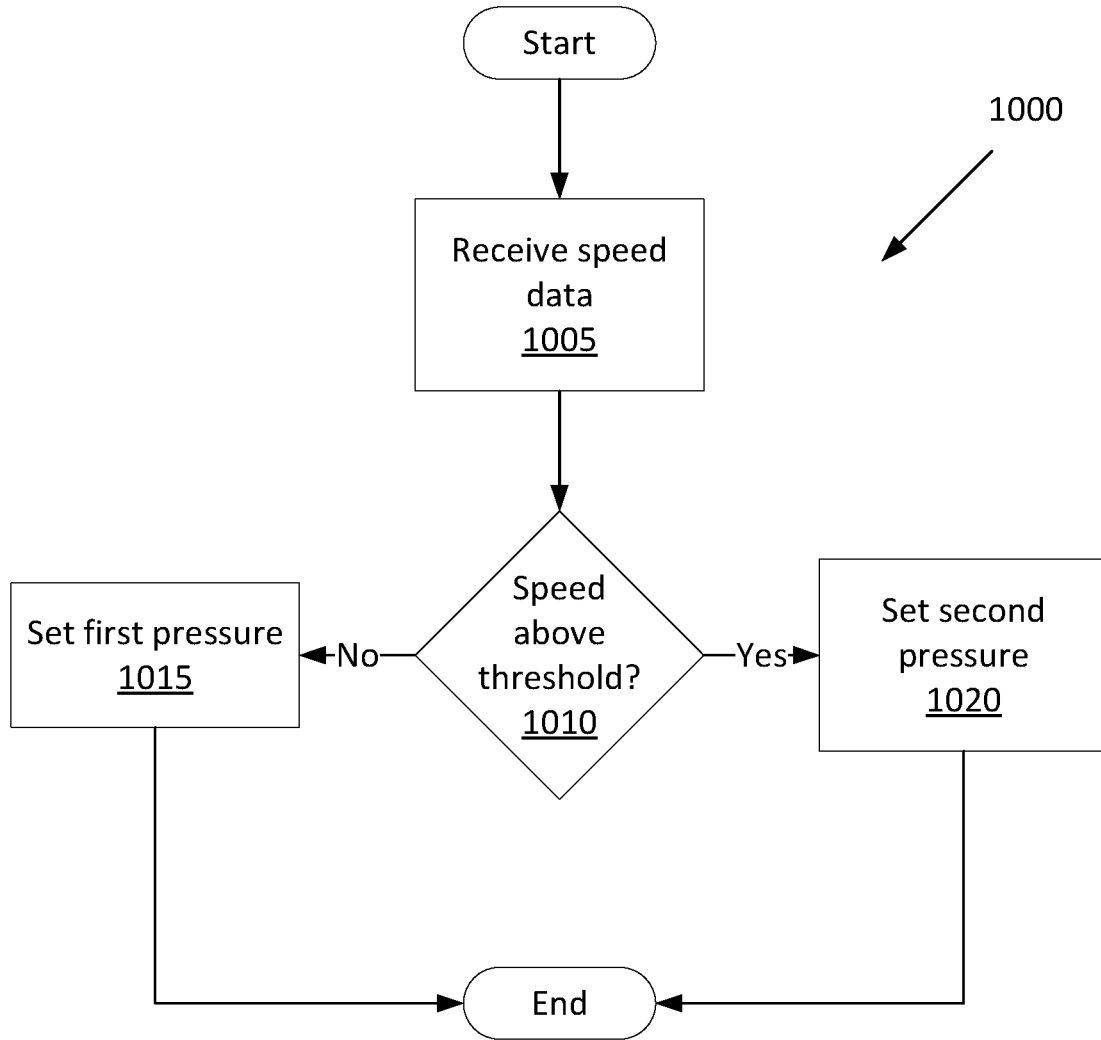 Start
1000
Receive speed
data
1005
Speed
above
threshold?
1010
No
Yes
Set first pressure
1015
Set second
pressure
1020
End